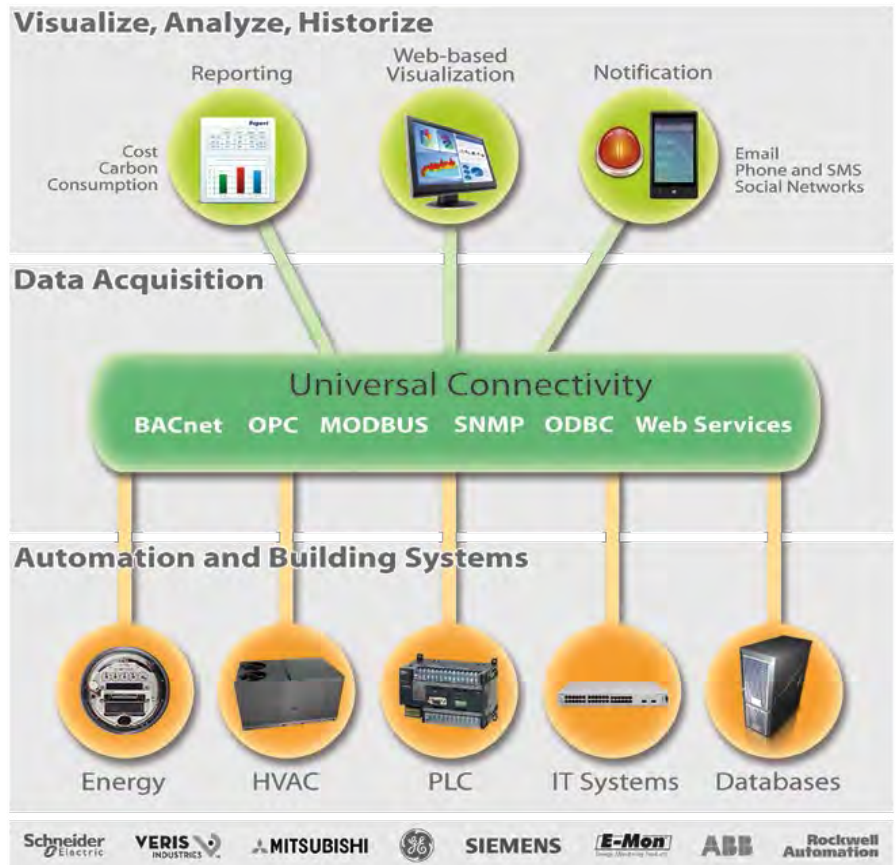 Visualize, Analyze, Historize
Reporting
Web-based
Visualization
Notification
Report
Cost
Carbon
Consumption
Email
Phone and SMS
Social Networks
Data Acquisition
Universal Connectivity
BACnet OPC MODBUS SNMP ODBC Web Services
Automation and Building Systems
Energy
HVAC
PLC
IT Systems
Databases
Schneider
Electric
VERIS
INDUSTRIES
MITSUBISHI
GE
SIEMENS
E-Mon
ABB
Rockwell
Automation